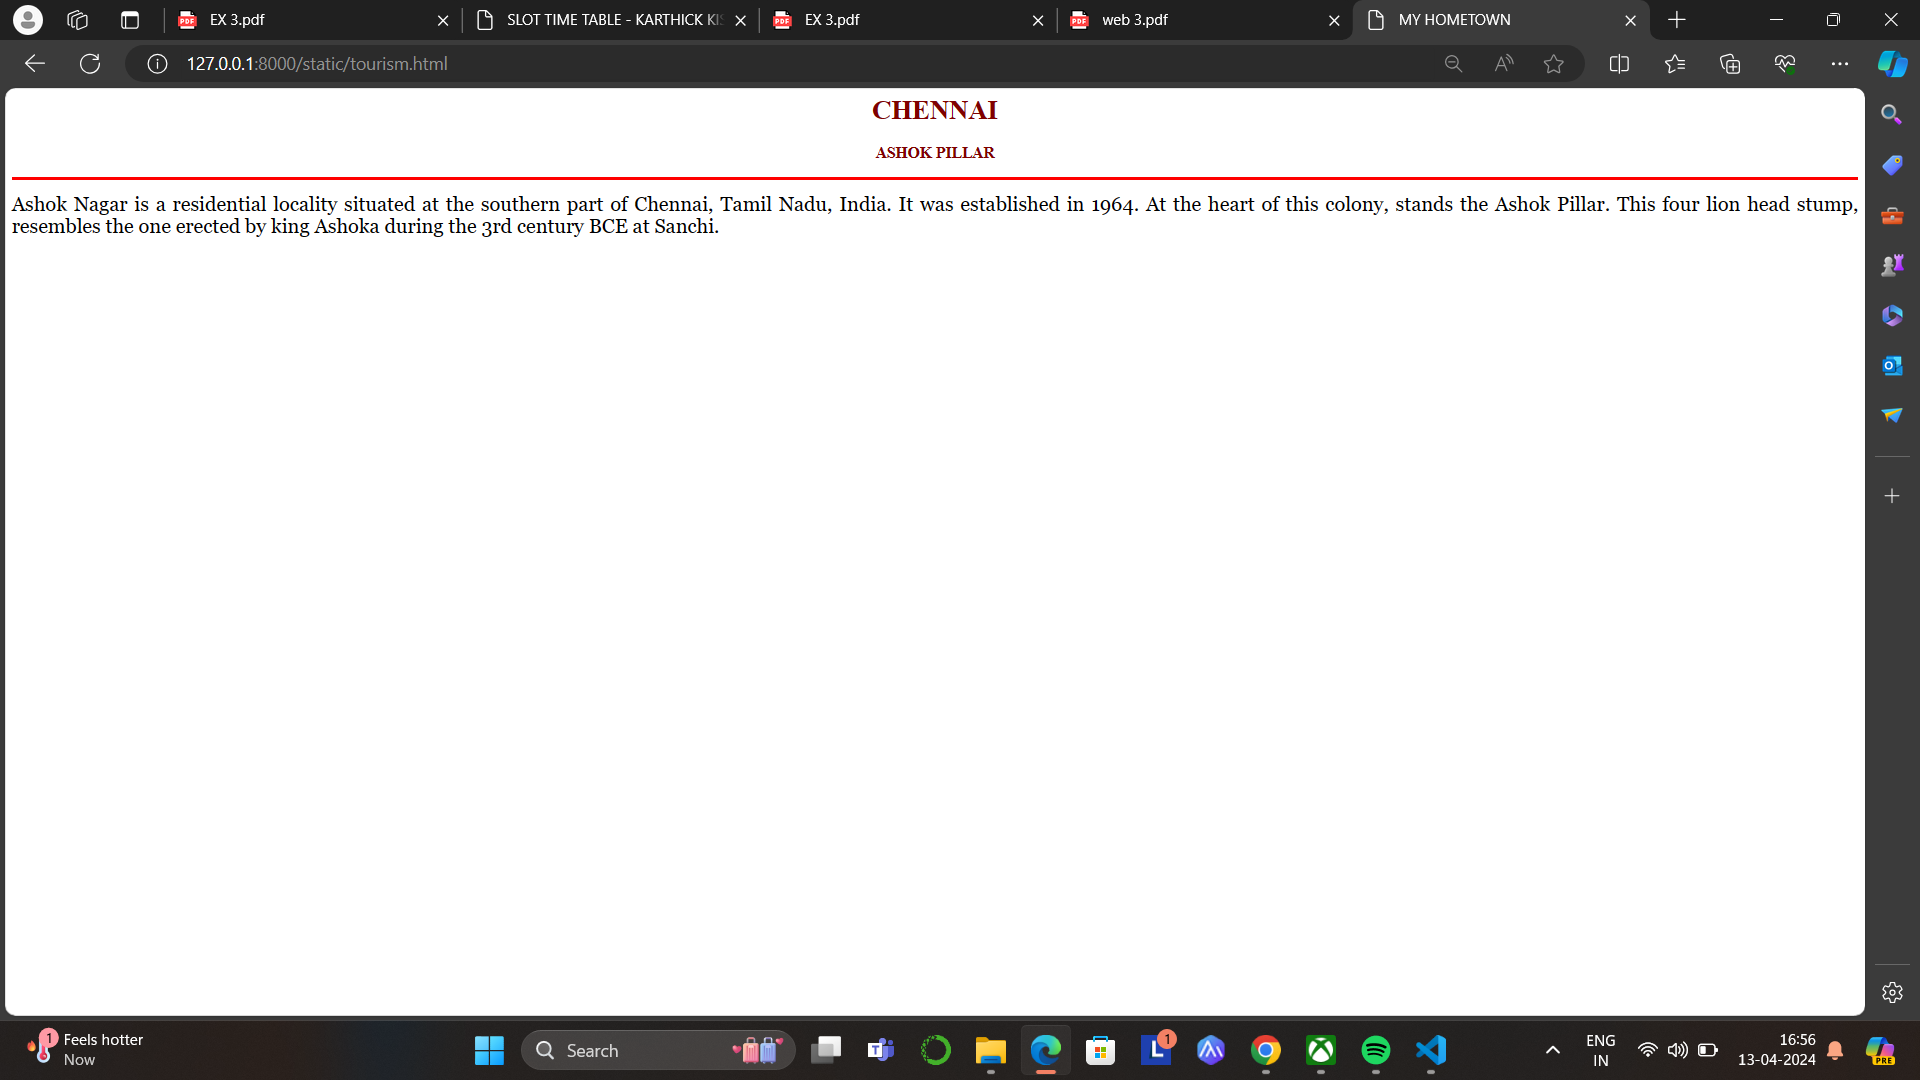 EX 3.pdf
SLOT TIME TABLE - KARTHICK KIS
EX 3.pdf
web 3.pdf
MY HOMETOWN
127.0.0.1:8000/static/tourism.html
CHENNAI
ASHOK PILLAR
Ashok Nagar is a residential locality situated at the southern part of Chennai, Tamil Nadu, India. It was established in 1964. At the heart of this colony, stands the Ashok Pillar. This four lion head stump,
resembles the one erected by king Ashoka during the 3rd century BCE at Sanchi.
1
Feels hotter
Now
Search
1
ENG
IN
16:56
13-04-2024
PRE